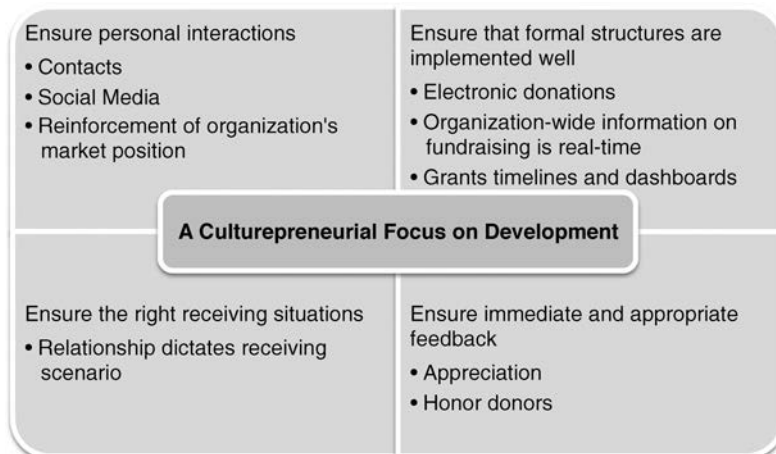 Ensure personal interactions
• Contacts
• Social Media
• Reinforcement of organization's
market position
Ensure that formal structures are
implemented well
• Electronic donations
• Organization-wide information on
fundraising is real-time
• Grants timelines and dashboards
A Culturepreneurial Focus on Development
Ensure the right receiving situations
• Relationship dictates receiving
scenario
Ensure immediate and appropriate
feedback
• Appreciation
• Honor donors